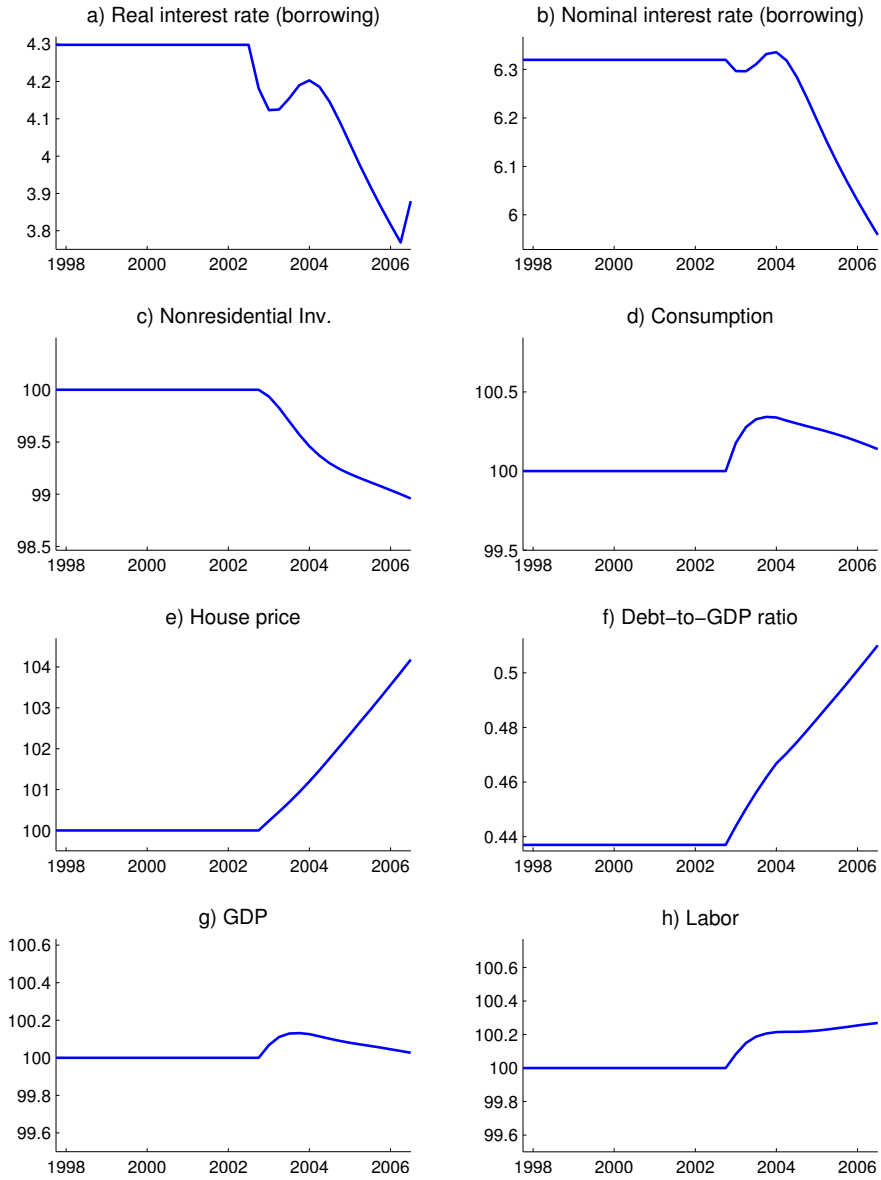 a) Real interest rate (borrowing)
4.3
4.2
4.1
4
3.9
3.8
1998 2000 2002 2004 2006
b) Nominal interest rate (borrowing)
6.3
6.2
6.1
6
1998 2000 2002 2004 2006
c) Nonresidential Inv.
100
99.5
99
98.5
1998 2000 2002 2004 2006
d) Consumption
100.5
100
99.5
1998 2000 2002 2004 2006
e) House price
104
103
102
101
100
1998 2000 2002 2004 2006
f) Debt−to−GDP ratio
0.5
0.48
0.46
0.44
1998 2000 2002 2004 2006
g) GDP
100.6
100.4
100.2
100
99.8
99.6
1998 2000 2002 2004 2006
h) Labor
100.6
100.4
100.2
100
99.8
99.6
1998 2000 2002 2004 2006